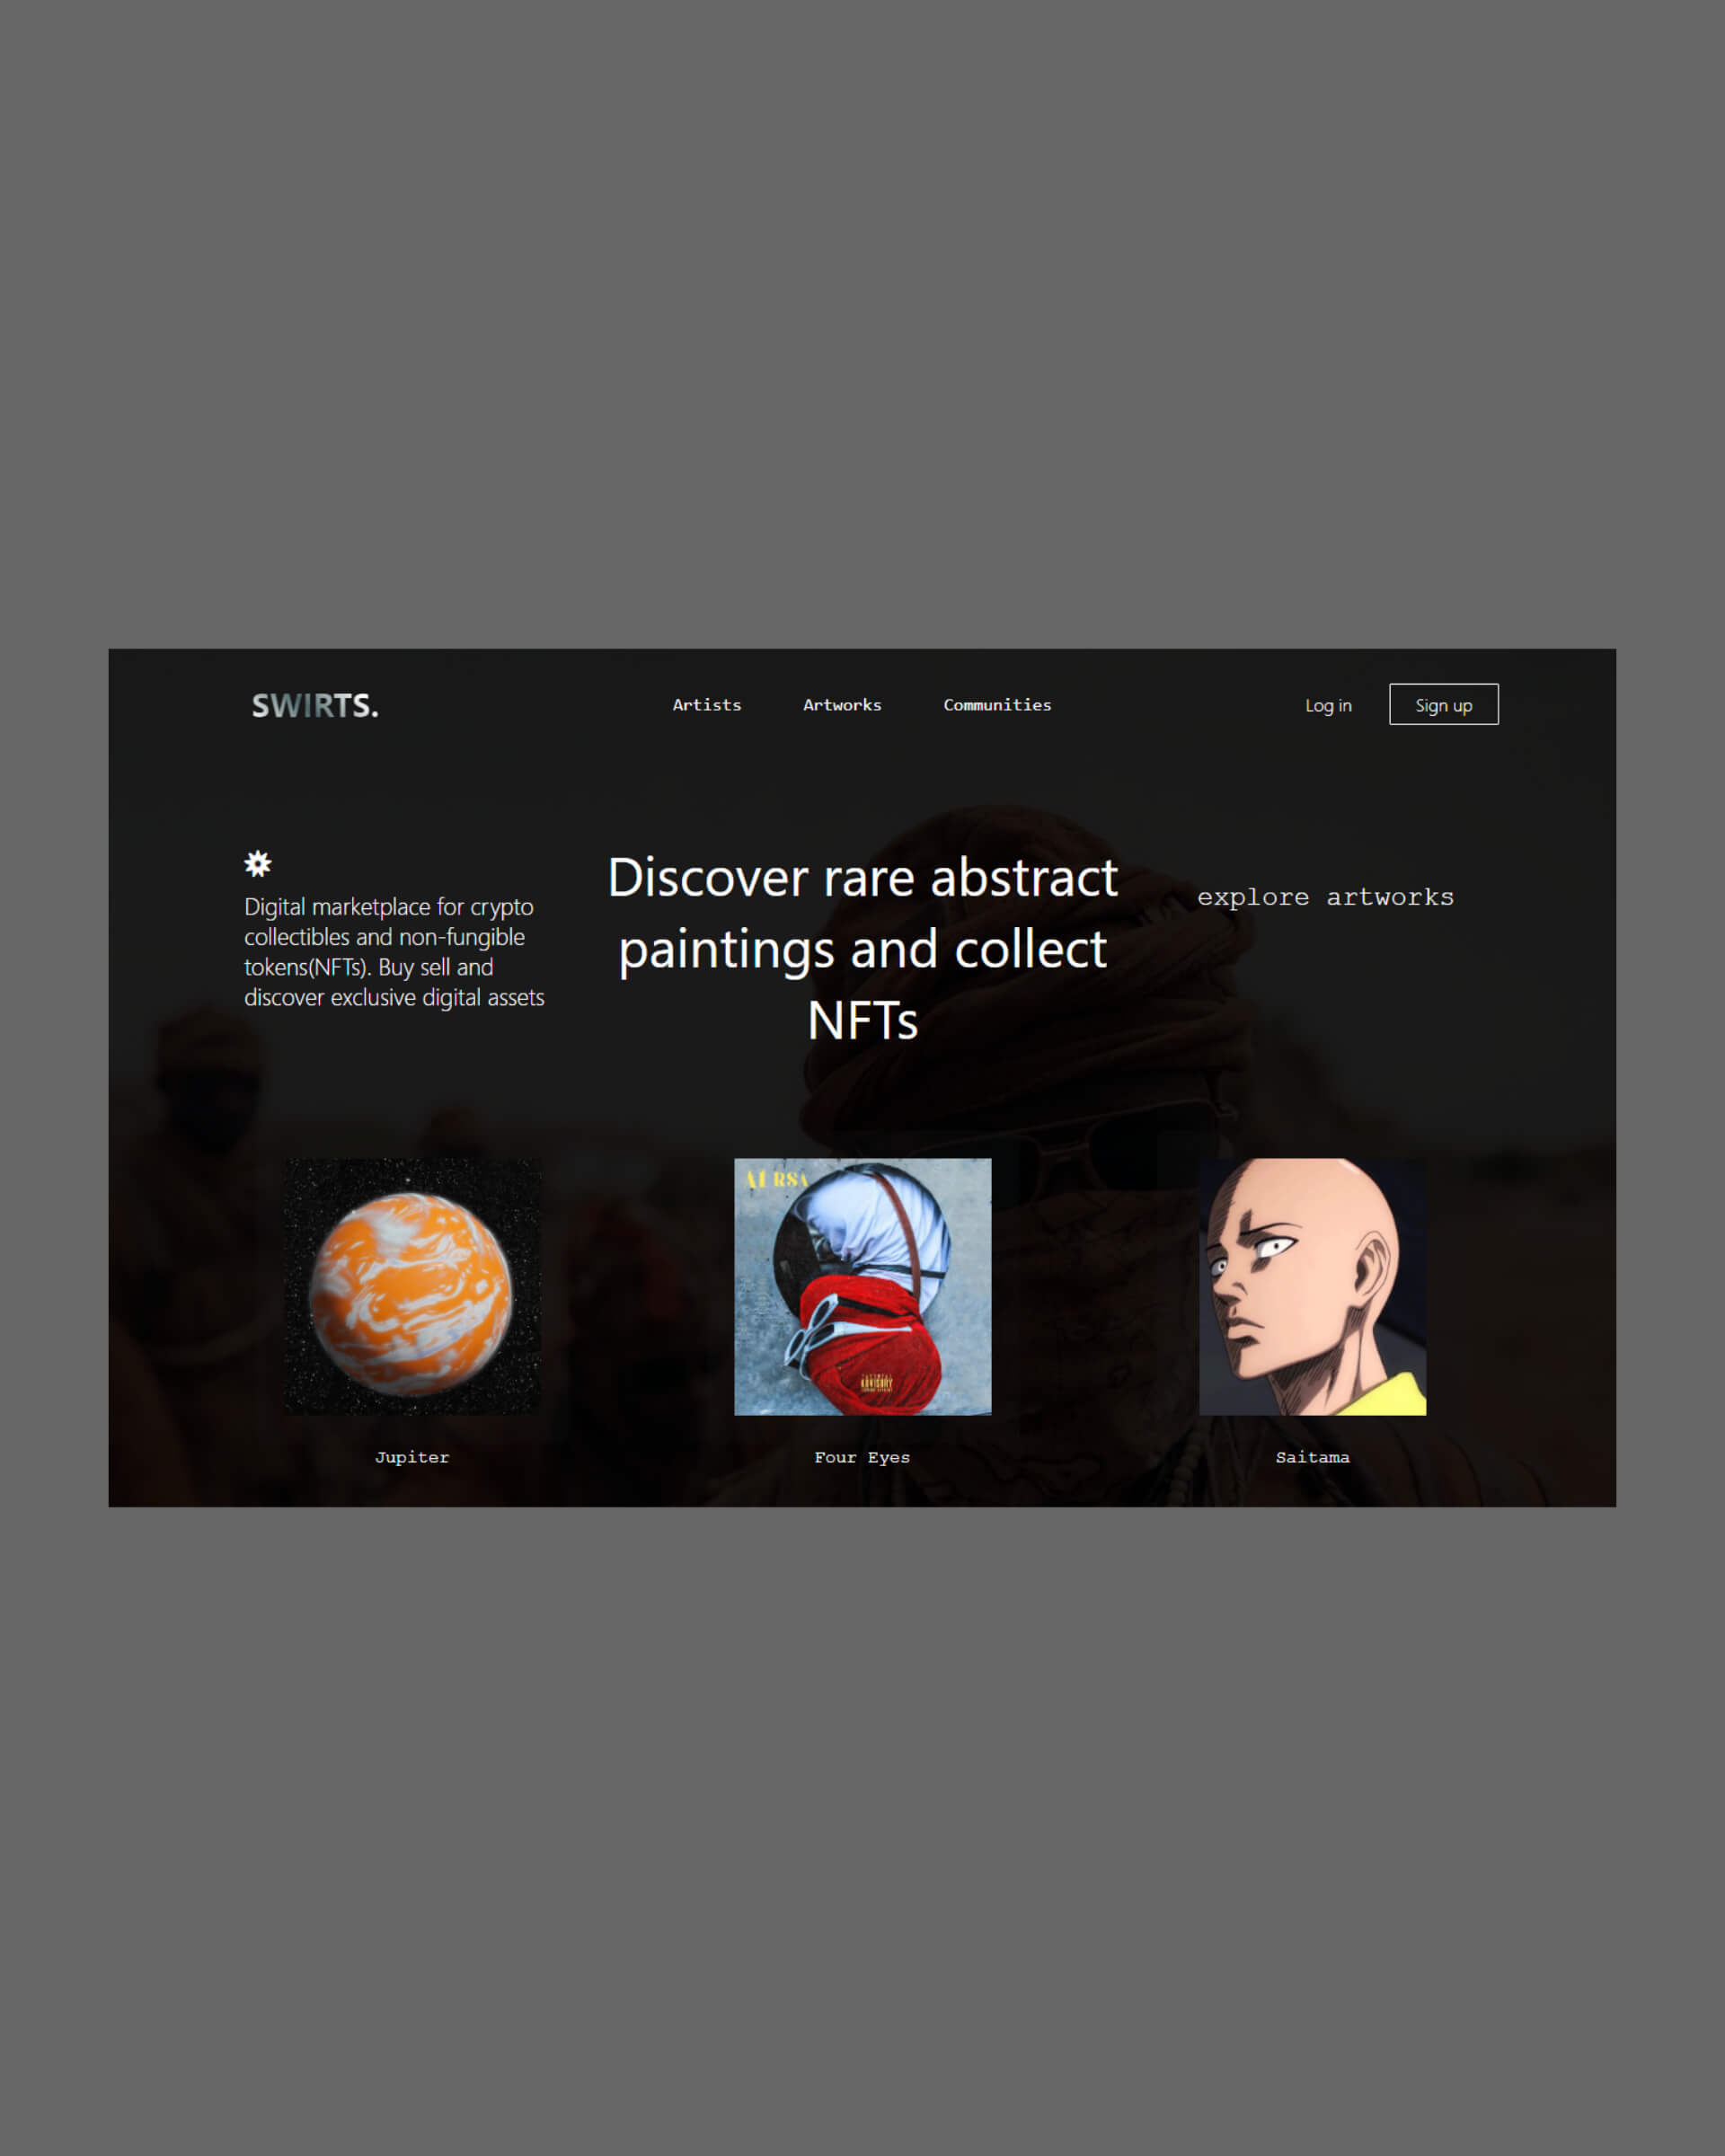 SWIRTS.
Artists Artworks Communities
Log in Sign up
Digital marketplace for crypto
collectibles and non-fungible
tokens(NFTs). Buy sell and
discover exclusive digital assets
Discover rare abstract
paintings and collect
NFTs
explore artworks
ADVISORY
Jupiter
Four Eyes
Saitama